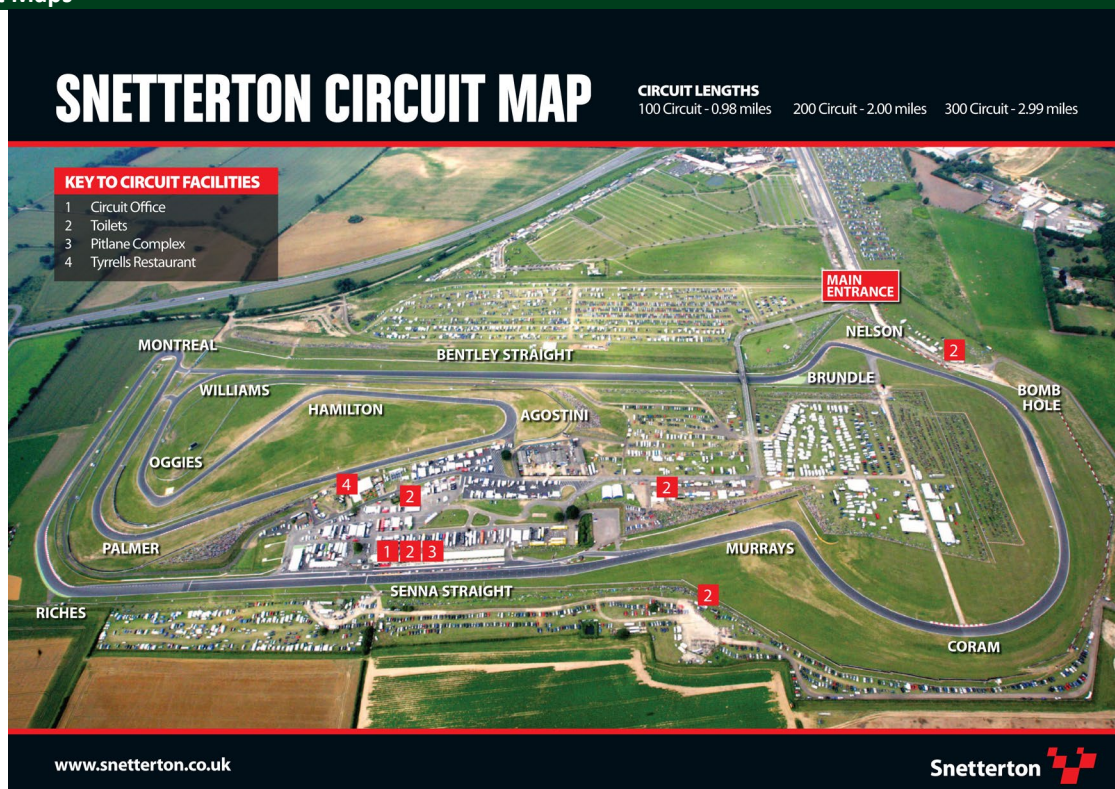 Maps
SNETTERTON CIRCUIT MAP
CIRCUIT LENGTHS
100 Circuit - 0.98 miles 200 Circuit - 2.00 miles 300 Circuit - 2.99 miles
KEY TO CIRCUIT FACILITIES
1 Circuit Office
2 Toilets
3 Pitlane Complex
4 Tyrrells Restaurant
MAIN
ENTRANCE
NELSON
2
MONTREAL
BENTLEY STRAIGHT
BRUNDLE
WILLIAMS
BOMB
HOLE
HAMILTON
AGOSTINI
OGGIES
4
2
2
PALMER
1 2 3
MURRAYS
SENNA STRAIGHT
2
RICHES
CORAM
www.snetterton.co.uk
Snetterton